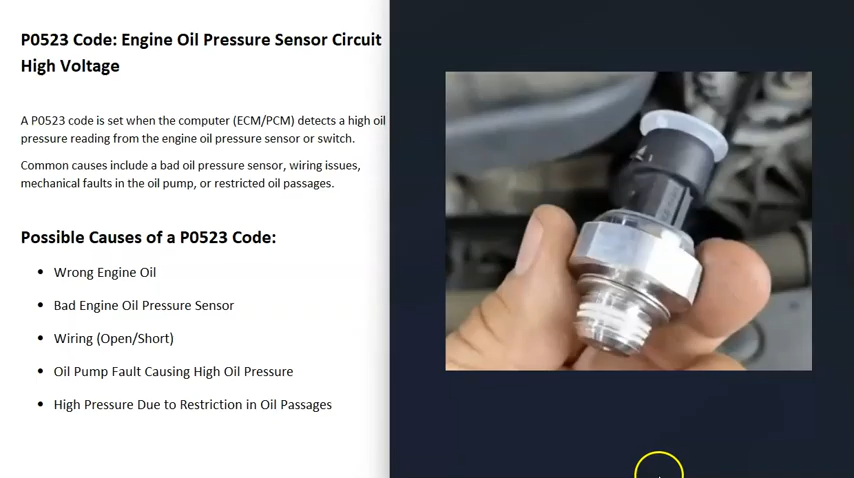 P0523 Code: Engine Oil Pressure Sensor Circuit
High Voltage
A P0523 code is set when the computer (ECM/PCM) detects a high oil
pressure reading from the engine oil pressure sensor or switch.
Common causes include a bad oil pressure sensor, wiring issues,
mechanical faults in the oil pump, or restricted oil passages.
Possible Causes of a P0523 Code:
• Wrong Engine Oil
• Bad Engine Oil Pressure Sensor
• Wiring (Open/Short)
• Oil Pump Fault Causing High Oil Pressure
• High Pressure Due to Restriction in Oil Passages